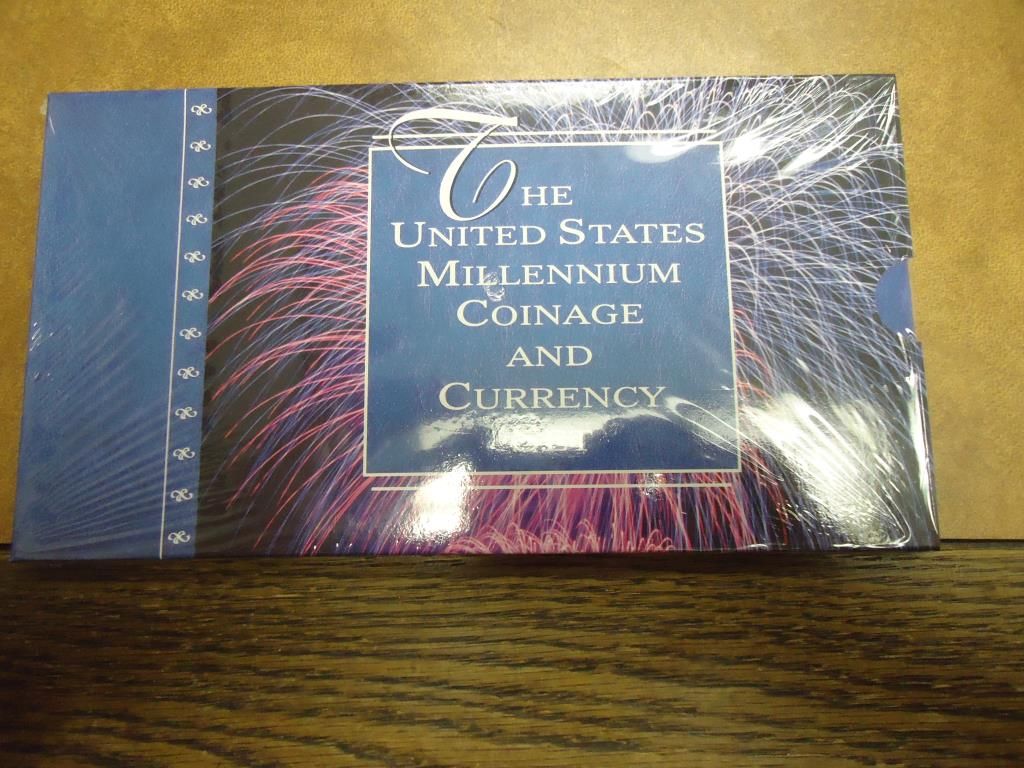 The
United States
Millennium
Coinage
and
Currency